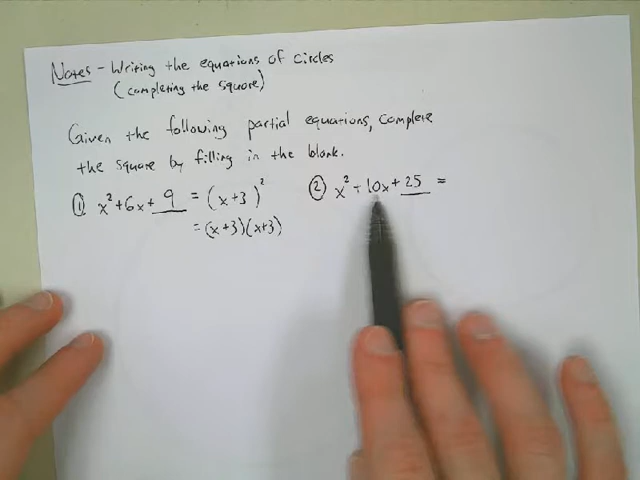 Notes - Writing the equations of circles
(completing the square)
Given the following partial equations, complete
the square by filling in the blank.
① x² + 6x + 9 = (x+3)²
= (x+3)(x+3)
② x² + 10x + 25 =